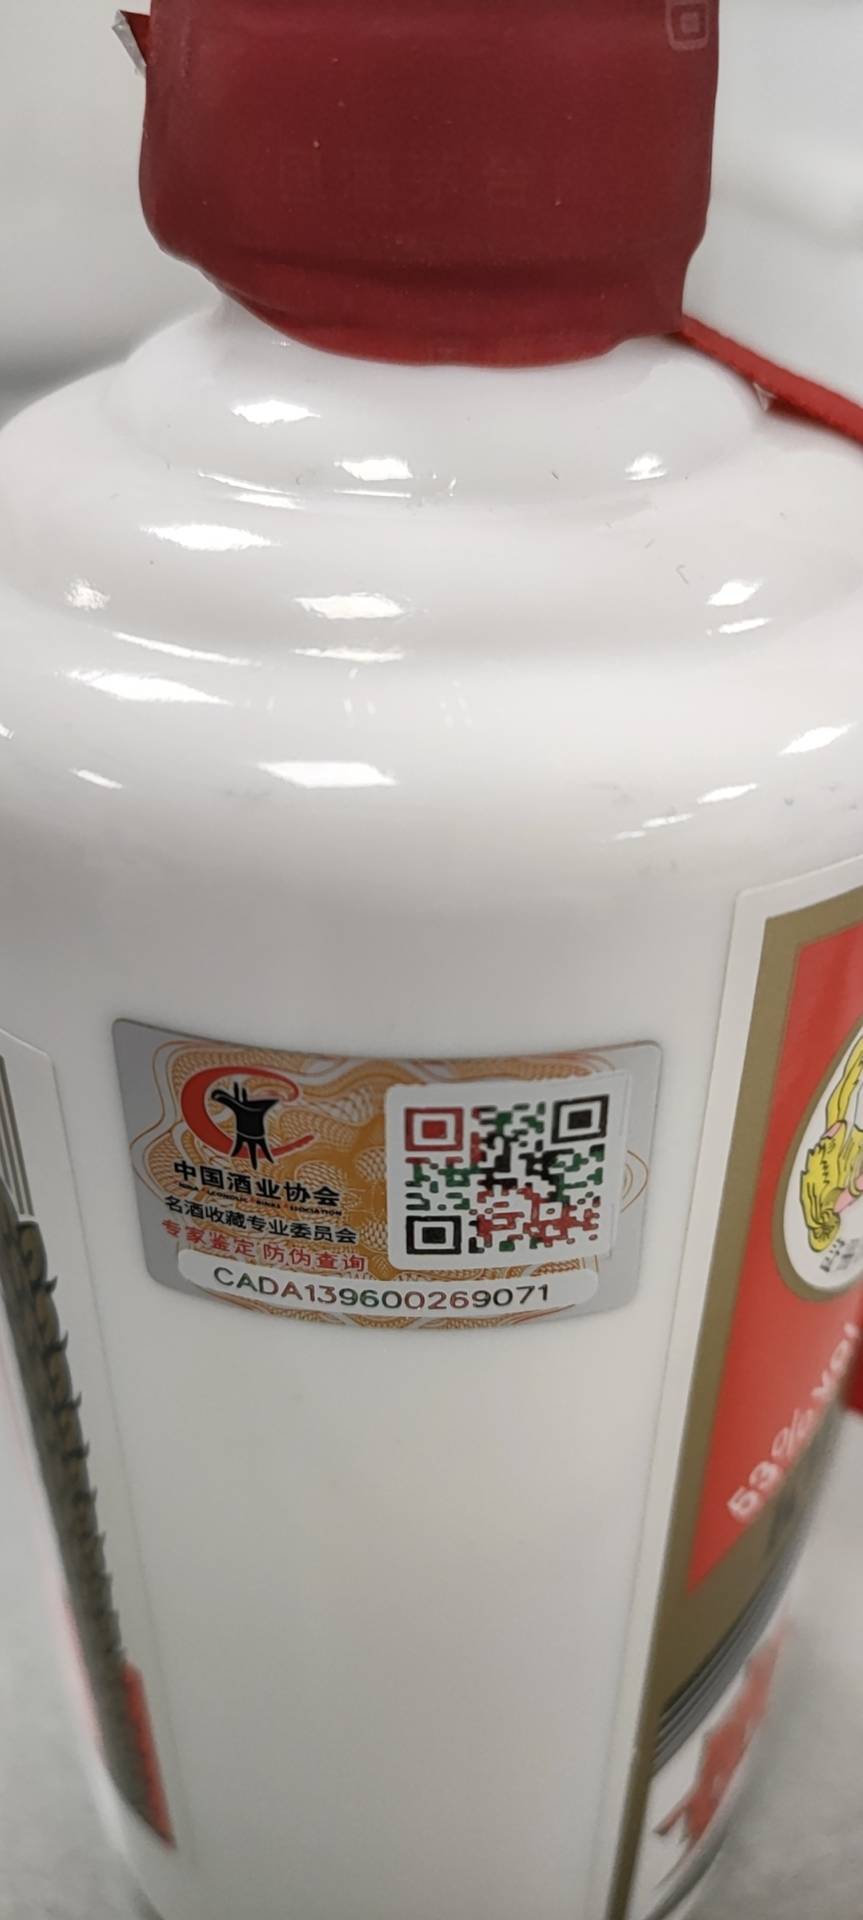 中国酒业协会
名酒收藏专业委员会
专家鉴定 防伪查询
CADA139600269071
53% vol